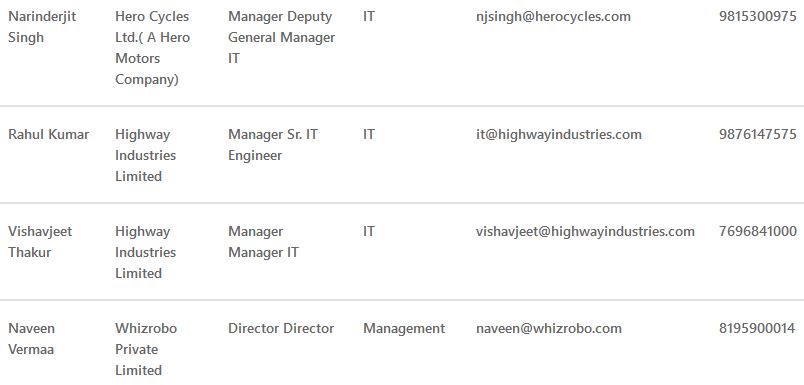 Narinderjit Singh
Hero Cycles Ltd.( A Hero Motors Company)
Manager Deputy General Manager IT
IT
njsingh@herocycles.com
9815300975
Rahul Kumar
Highway Industries Limited
Manager Sr. IT Engineer
IT
it@highwayindustries.com
9876147575
Vishavjeet Thakur
Highway Industries Limited
Manager Manager IT
IT
vishavjeet@highwayindustries.com
7696841000
Naveen Vermaa
Whizrobo Private Limited
Director Director
Management
naveen@whizrobo.com
8195900014